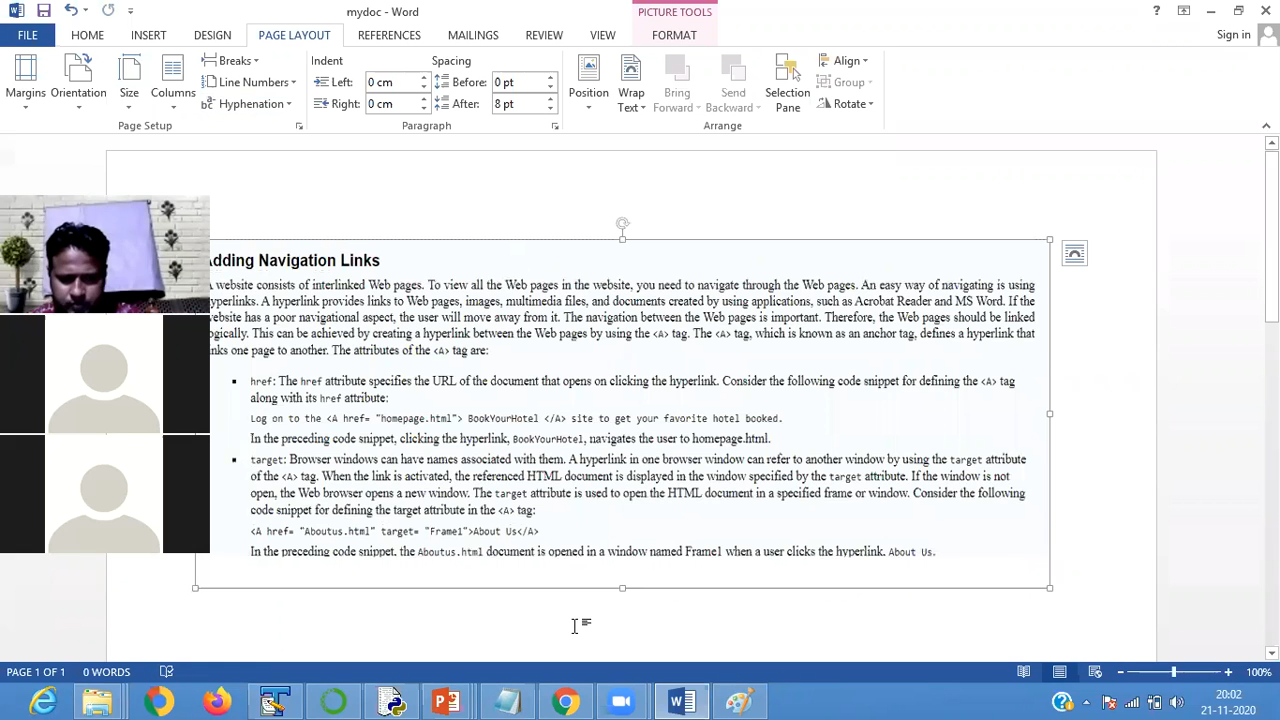 mydoc - Word
PICTURE TOOLS
FILE
HOME
INSERT
DESIGN
PAGE LAYOUT
REFERENCES
MAILINGS
REVIEW
VIEW
FORMAT
Sign in
Margins
Orientation
Size
Columns
Breaks
Line Numbers
Hyphenation
Page Setup
Indent
Left: 0 cm
Right: 0 cm
Spacing
Before: 0 pt
After: 8 pt
Paragraph
Position
Wrap Text
Bring Forward
Send Backward
Selection Pane
Align
Group
Rotate
Arrange
dding Navigation Links
website consists of interlinked Web pages. To view all the Web pages in the website, you need to navigate through the Web pages. An easy way of navigating is using
yperlinks. A hyperlink provides links to Web pages, images, multimedia files, and documents created by using applications, such as Acrobat Reader and MS Word. If the
ebsite has a poor navigational aspect, the user will move away from it. The navigation between the Web pages is important. Therefore, the Web pages should be linked
ogically. This can be achieved by creating a hyperlink between the Web pages by using the <A> tag. The <A> tag, which is known as an anchor tag, defines a hyperlink that
nks one page to another. The attributes of the <A> tag are:
▪ href: The href attribute specifies the URL of the document that opens on clicking the hyperlink. Consider the following code snippet for defining the <A> tag
along with its href attribute:
Log on to the <A href= "homepage.html"> BookYourHotel </A> site to get your favorite hotel booked.
In the preceding code snippet, clicking the hyperlink, BookYourHotel, navigates the user to homepage.html.
▪ target: Browser windows can have names associated with them. A hyperlink in one browser window can refer to another window by using the target attribute
of the <A> tag. When the link is activated, the referenced HTML document is displayed in the window specified by the target attribute. If the window is not
open, the Web browser opens a new window. The target attribute is used to open the HTML document in a specified frame or window. Consider the following
code snippet for defining the target attribute in the <A> tag:
<A href= "Aboutus.html" target= "Frame1">About Us</A>
In the preceding code snippet, the Aboutus.html document is opened in a window named Frame1 when a user clicks the hyperlink, About Us.
PAGE 1 OF 1
0 WORDS
100%
20:02
21-11-2020